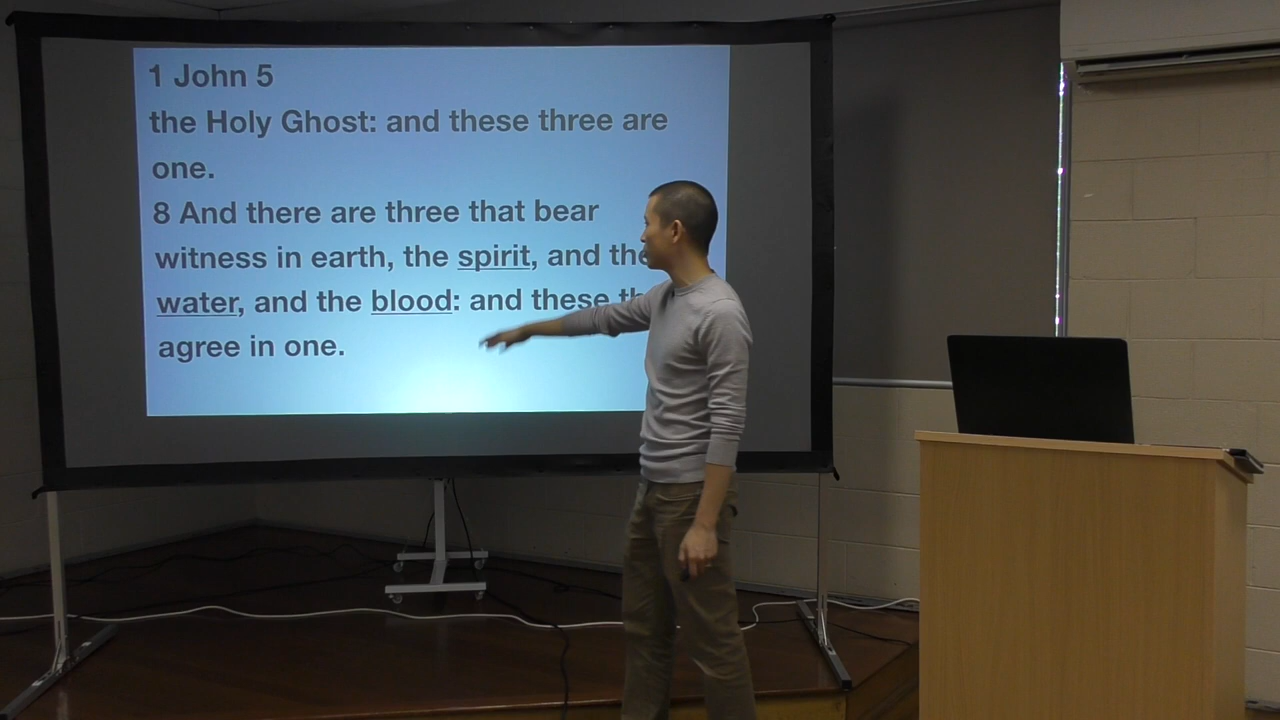 1 John 5
the Holy Ghost: and these three are
one.
8 And there are three that bear
witness in earth, the spirit, and the
water, and the blood: and these
agree in one.